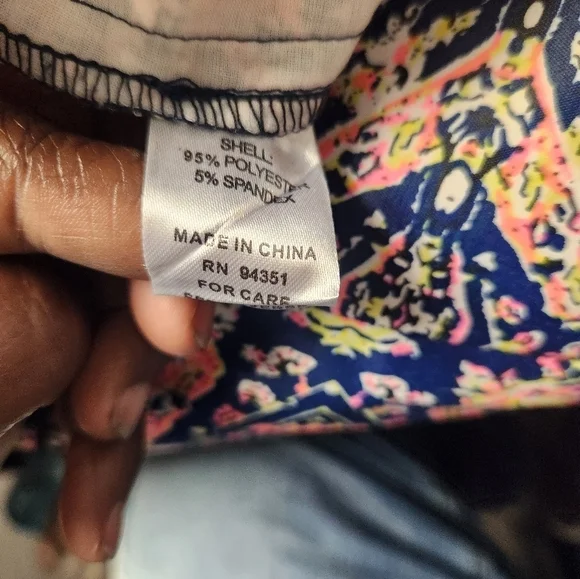 SHELL:
95% POLYESTER
5% SPANDEX
MADE IN CHINA
RN 94351
FOR CARE